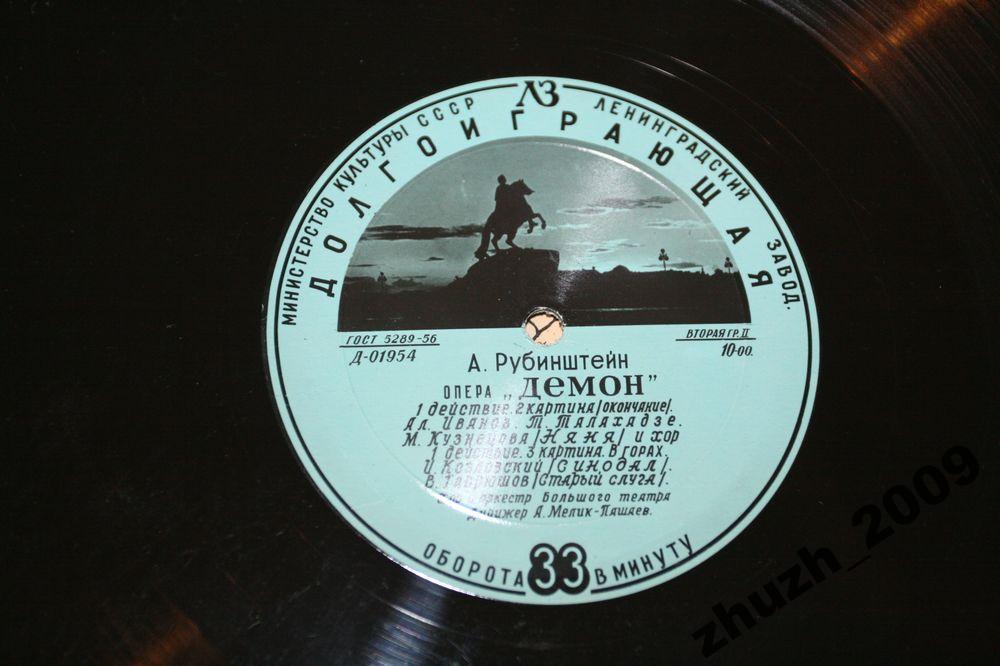 МИНИСТЕРСТВО КУЛЬТУРЫ СССР ЛЗ ЛЕНИНГРАДСКИЙ ЗАВОД.
ДОЛГОИГРАЮЩАЯ
ГОСТ 5289-56
Д-01954
ВТОРАЯ ГР. II
10-00.
А. Рубинштейн
ОПЕРА „ДЕМОН"
1 действие. 2 картина /окончание/.
Ал. Иванов. Т. Талахадзе.
М. Кузнецова /НЯНЯ/ и хор
1 действие. 3 картина. В горах.
И. Козловский /Синодал/.
В. Гаврюшов /Старый слуга/.
и оркестр Большого театра
Дирижер А. Мелик-Пашаев.
ОБОРОТА 33 В МИНУТУ
zhuzh_2009